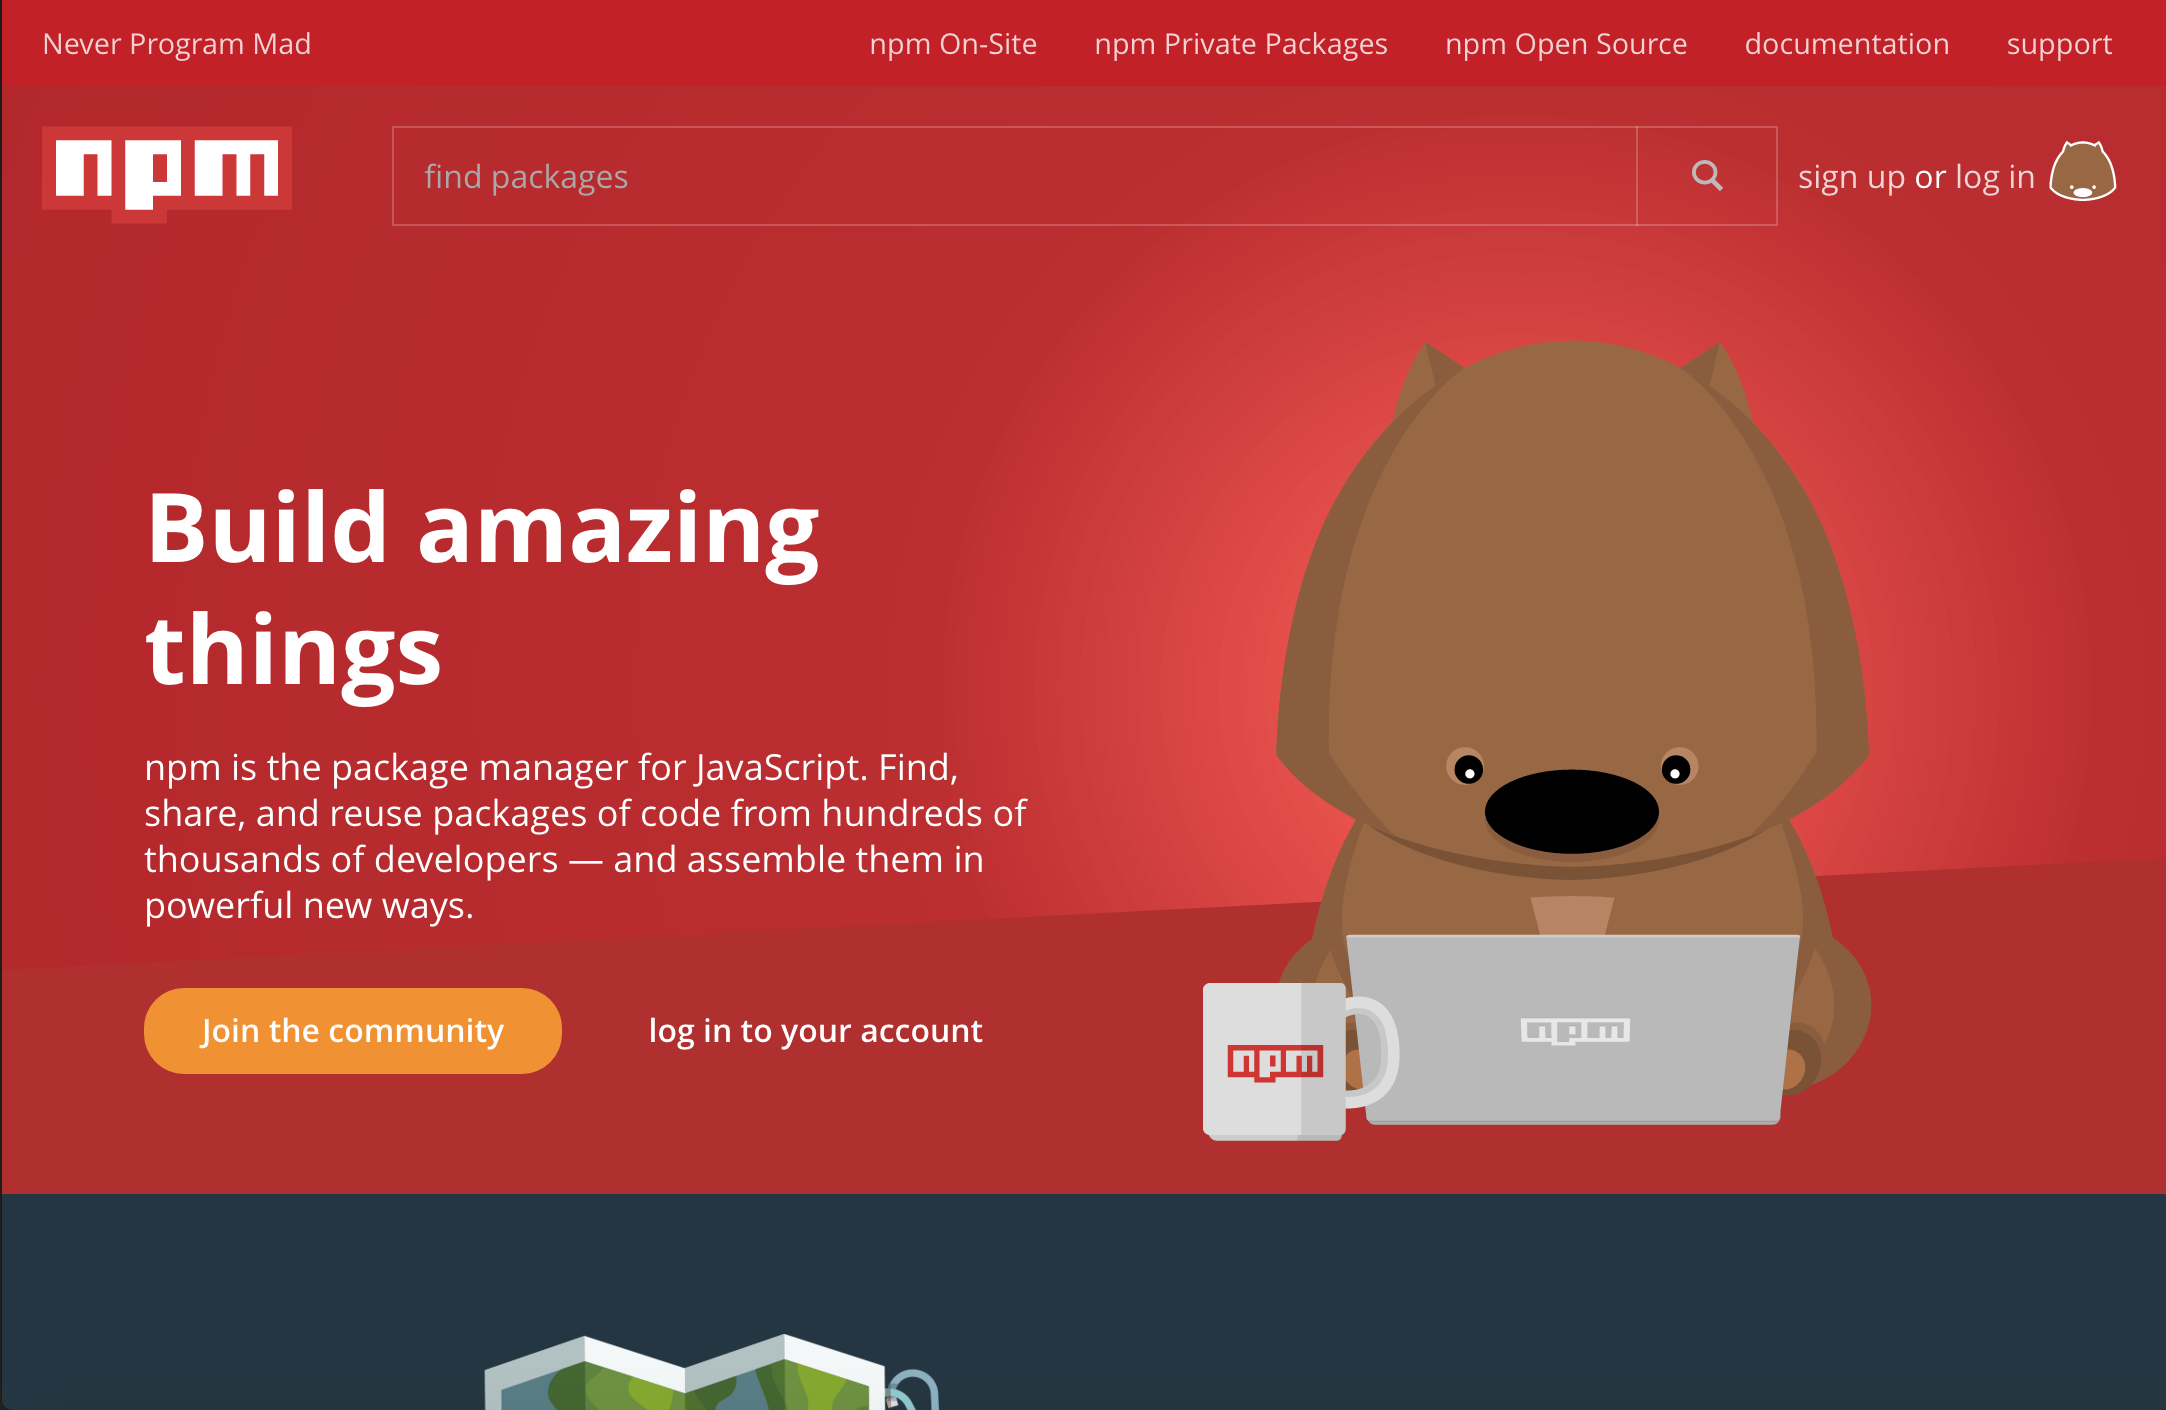 Never Program Mad
npm On-Site
npm Private Packages
npm Open Source
documentation
support
npm
find packages
sign up or log in
Build amazing
things
npm is the package manager for JavaScript. Find,
share, and reuse packages of code from hundreds of
thousands of developers — and assemble them in
powerful new ways.
Join the community
log in to your account
npm
npm